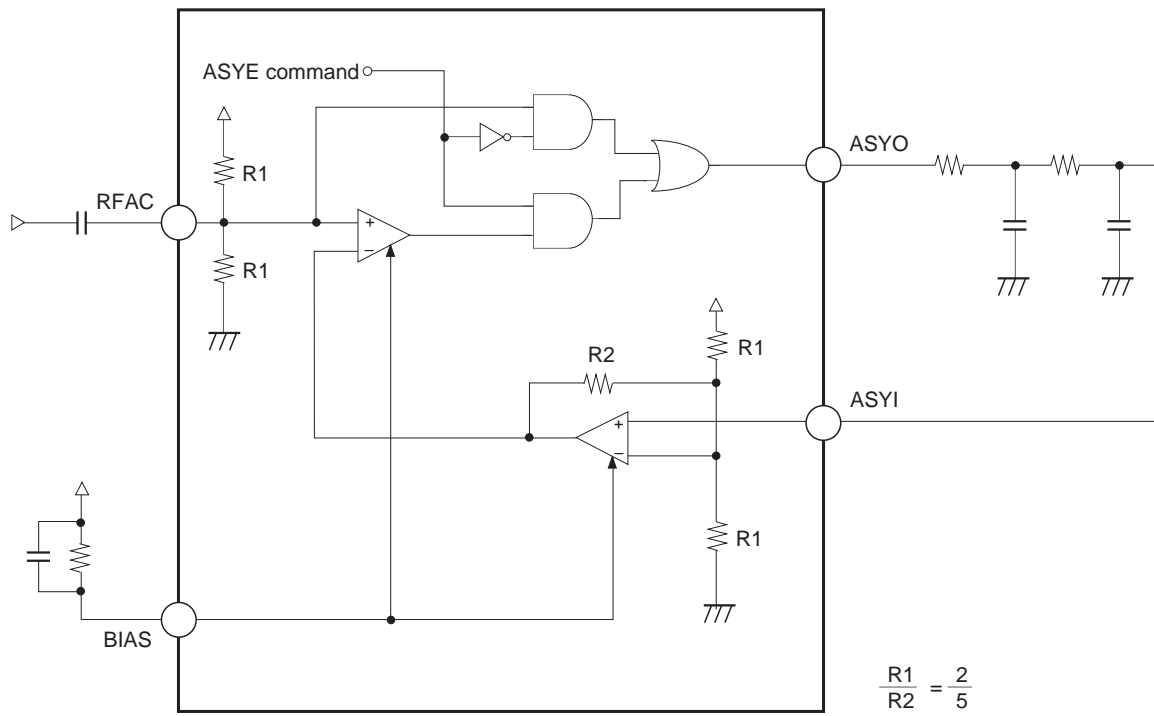 ASYE command
R1
RFAC
R1
+
−
ASYO
R1
R2
ASYI
+
−
R1
BIAS
R1
R2
=
2
5